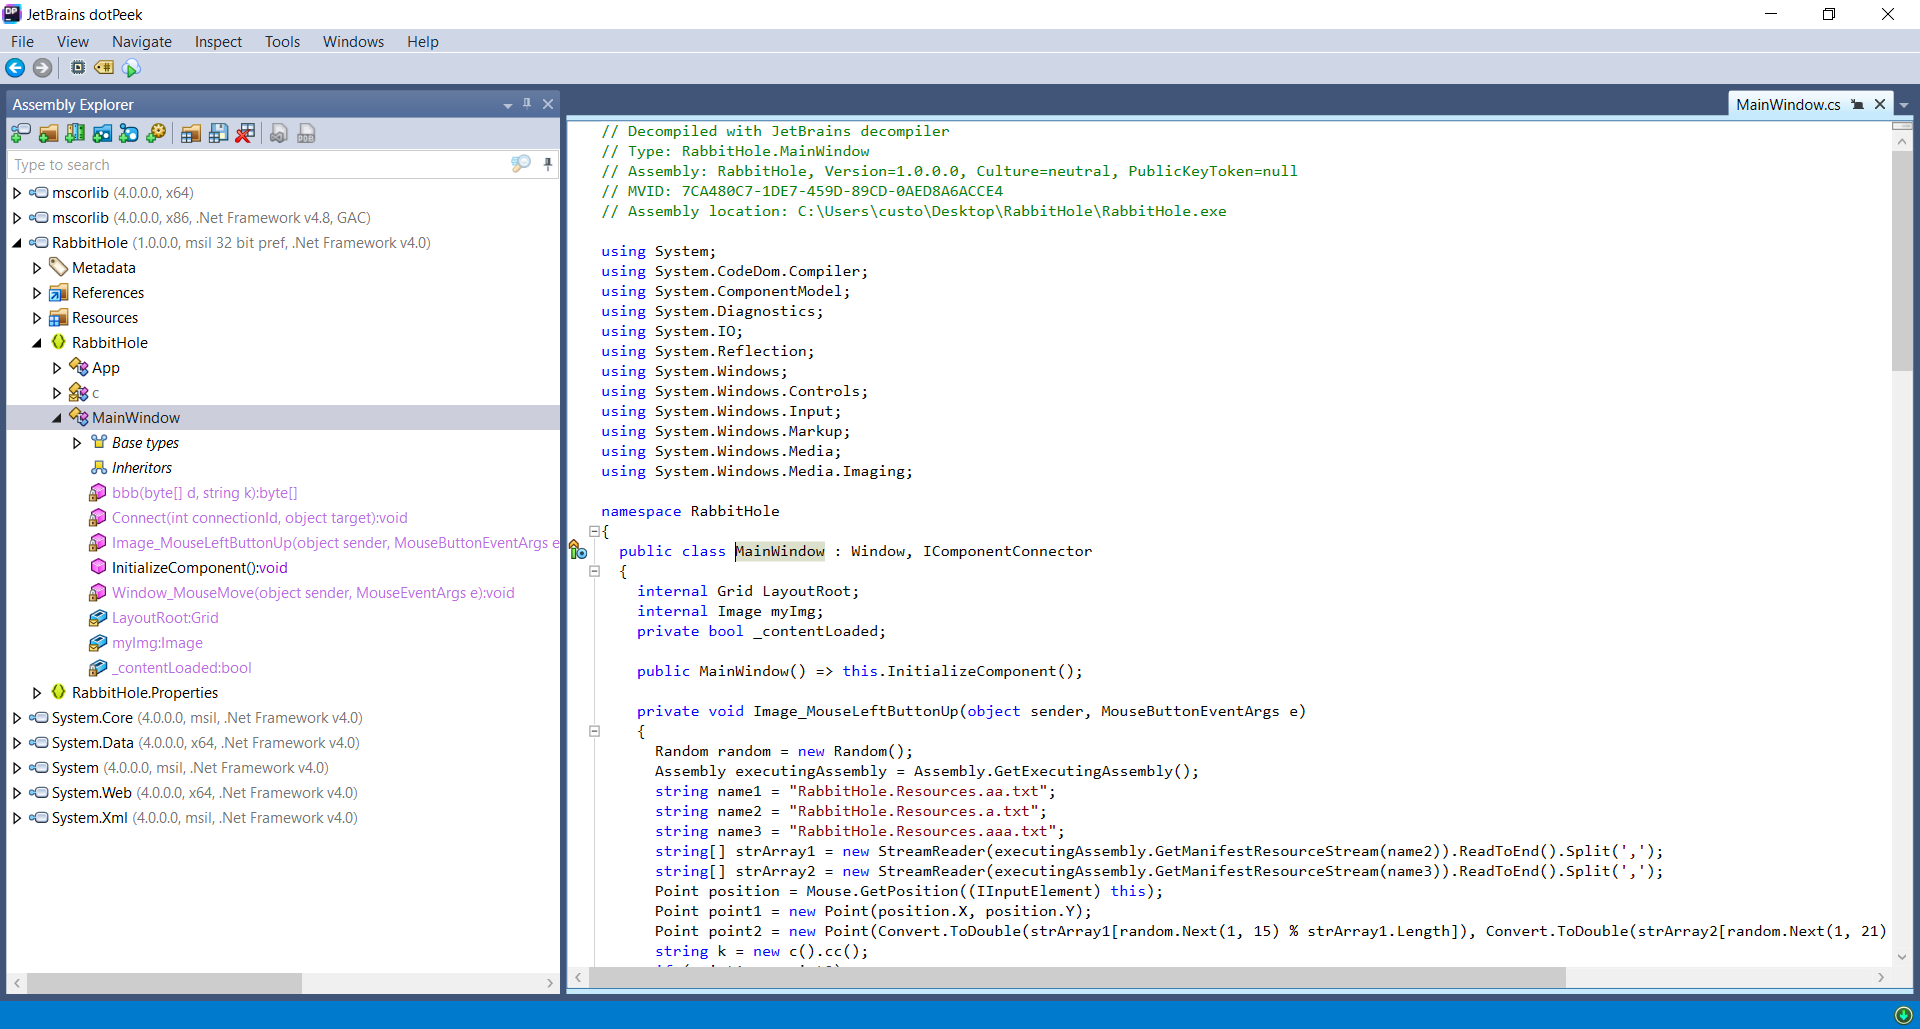 JetBrains dotPeek
File View Navigate Inspect Tools Windows Help
Assembly Explorer
Type to search
mscorlib (4.0.0.0, x64)
mscorlib (4.0.0.0, x86, .Net Framework v4.8, GAC)
RabbitHole (1.0.0.0, msil 32 bit pref, .Net Framework v4.0)
Metadata
References
Resources
RabbitHole
App
c
MainWindow
Base types
Inheritors
bbb(byte[] d, string k):byte[]
Connect(int connectionId, object target):void
Image_MouseLeftButtonUp(object sender, MouseButtonEventArgs e
InitializeComponent():void
Window_MouseMove(object sender, MouseEventArgs e):void
LayoutRoot:Grid
myImg:Image
_contentLoaded:bool
RabbitHole.Properties
System.Core (4.0.0.0, msil, .Net Framework v4.0)
System.Data (4.0.0.0, x64, .Net Framework v4.0)
System (4.0.0.0, msil, .Net Framework v4.0)
System.Web (4.0.0.0, x64, .Net Framework v4.0)
System.Xml (4.0.0.0, msil, .Net Framework v4.0)
MainWindow.cs
// Decompiled with JetBrains decompiler
// Type: RabbitHole.MainWindow
// Assembly: RabbitHole, Version=1.0.0.0, Culture=neutral, PublicKeyToken=null
// MVID: 7CA480C7-1DE7-459D-89CD-0AED8A6ACCE4
// Assembly location: C:\Users\custo\Desktop\RabbitHole\RabbitHole.exe
using System;
using System.CodeDom.Compiler;
using System.ComponentModel;
using System.Diagnostics;
using System.IO;
using System.Reflection;
using System.Windows;
using System.Windows.Controls;
using System.Windows.Input;
using System.Windows.Markup;
using System.Windows.Media;
using System.Windows.Media.Imaging;
namespace RabbitHole
{
public class MainWindow : Window, IComponentConnector
{
internal Grid LayoutRoot;
internal Image myImg;
private bool _contentLoaded;
public MainWindow() => this.InitializeComponent();
private void Image_MouseLeftButtonUp(object sender, MouseButtonEventArgs e)
{
Random random = new Random();
Assembly executingAssembly = Assembly.GetExecutingAssembly();
string name1 = "RabbitHole.Resources.aa.txt";
string name2 = "RabbitHole.Resources.a.txt";
string name3 = "RabbitHole.Resources.aaa.txt";
string[] strArray1 = new StreamReader(executingAssembly.GetManifestResourceStream(name2)).ReadToEnd().Split(',');
string[] strArray2 = new StreamReader(executingAssembly.GetManifestResourceStream(name3)).ReadToEnd().Split(',');
Point position = Mouse.GetPosition((IInputElement) this);
Point point1 = new Point(position.X, position.Y);
Point point2 = new Point(Convert.ToDouble(strArray1[random.Next(1, 15) % strArray1.Length]), Convert.ToDouble(strArray2[random.Next(1, 21)
string k = new c().cc();